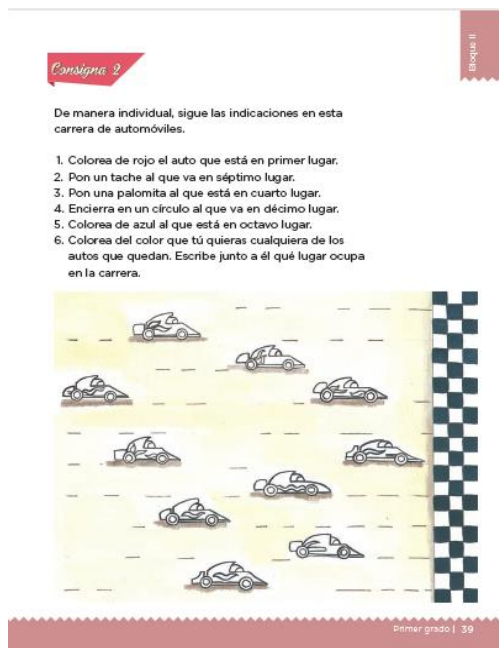 Bloque II
Consigna 2
De manera individual, sigue las indicaciones en esta
carrera de automóviles.
1. Colorea de rojo el auto que está en primer lugar.
2. Pon un tache al que va en séptimo lugar.
3. Pon una palomita al que está en cuarto lugar.
4. Encierra en un círculo al que va en décimo lugar.
5. Colorea de azul al que está en octavo lugar.
6. Colorea del color que tú quieras cualquiera de los
autos que quedan. Escribe junto a él qué lugar ocupa
en la carrera.
Primer grado | 39